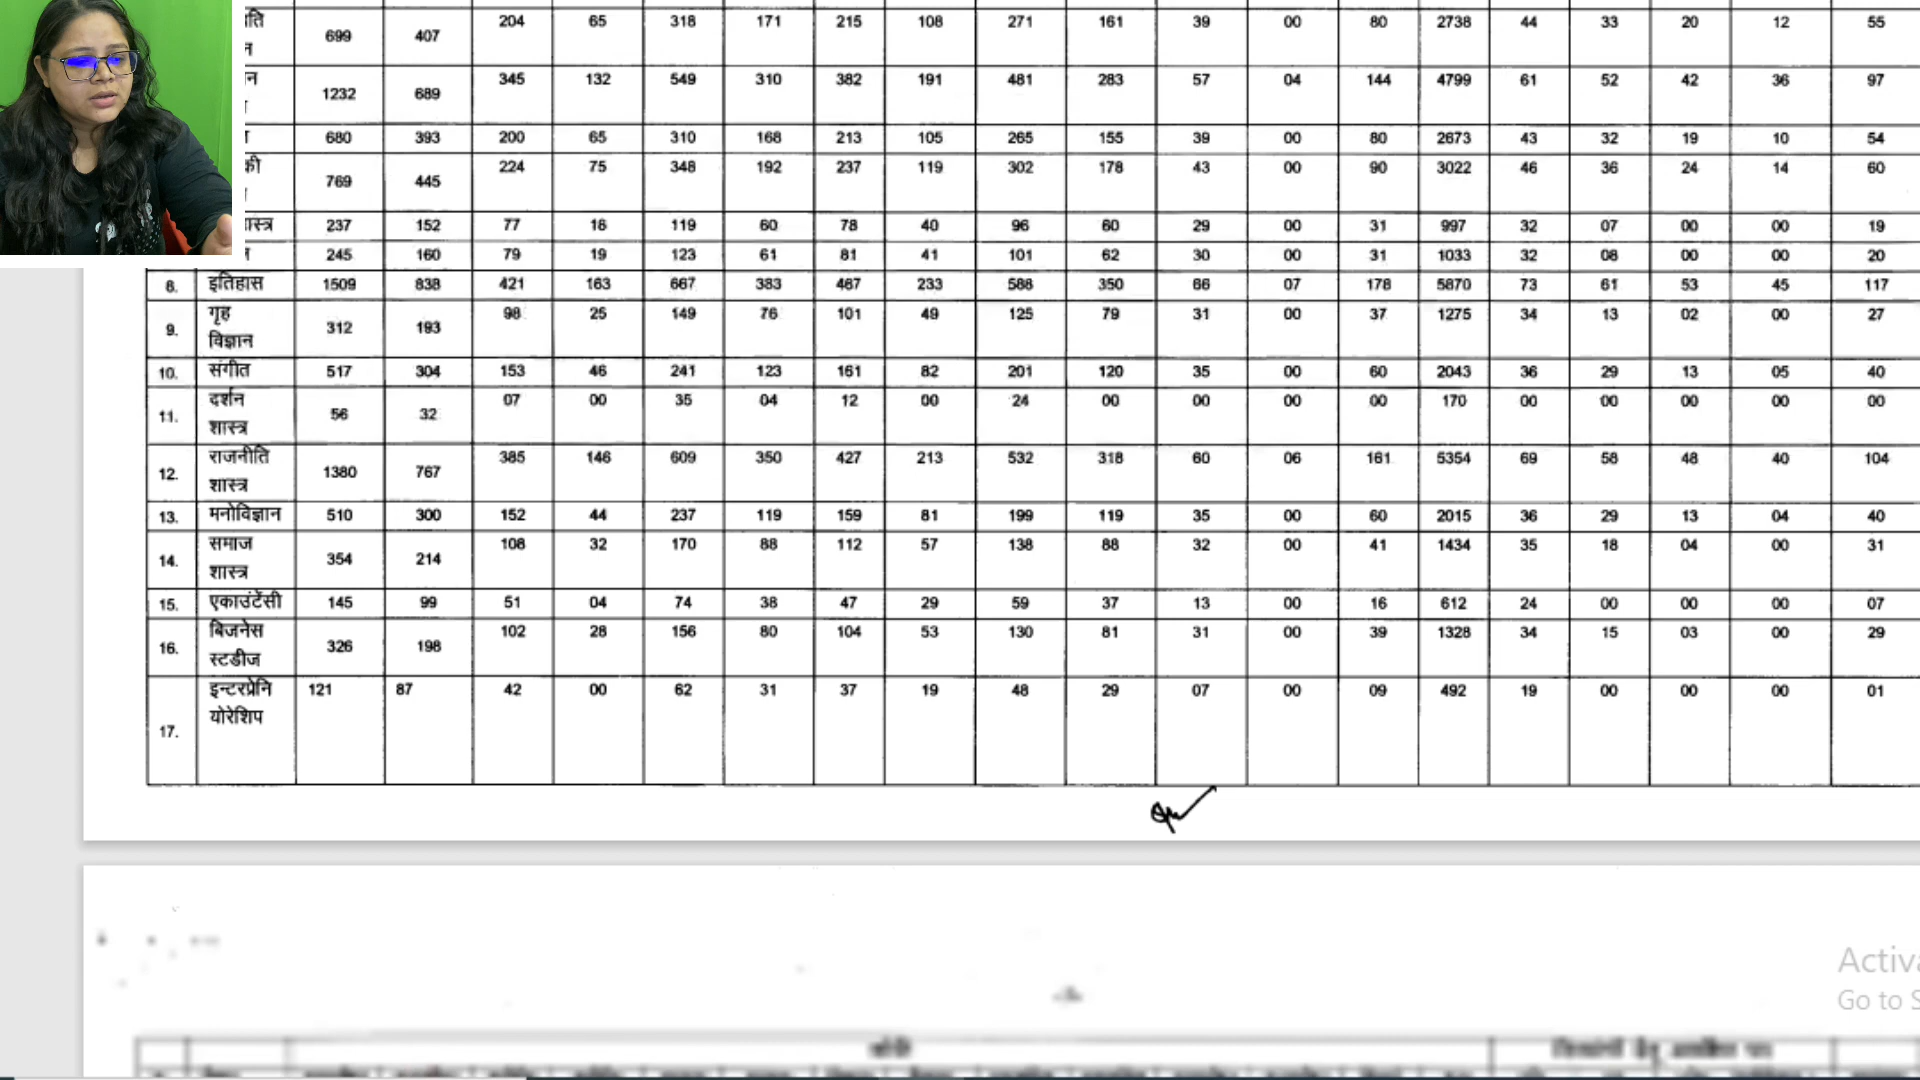 699 407 204 65 318 171 215 108 271 161 39 00 80 2738 44 33 20 12 55
1232 689 345 132 549 310 382 191 481 283 57 04 144 4799 61 52 42 36 97
680 393 200 65 310 168 213 105 265 155 39 00 80 2673 43 32 19 10 54
769 445 224 75 348 192 237 119 302 178 43 00 90 3022 46 36 24 14 60
237 152 77 18 119 60 78 40 96 60 29 00 31 997 32 07 00 00 19
245 160 79 19 123 61 81 41 101 62 30 00 31 1033 32 08 00 00 20
8. इतिहास 1509 838 421 163 667 383 467 233 588 350 66 07 178 5870 73 61 53 45 117
9. गृह विज्ञान 312 193 98 25 149 76 101 49 125 79 31 00 37 1275 34 13 02 00 27
10. संगीत 517 304 153 46 241 123 161 82 201 120 35 00 60 2043 36 29 13 05 40
11. दर्शन शास्त्र 56 32 07 00 35 04 12 00 24 00 00 00 00 170 00 00 00 00 00
12. राजनीति शास्त्र 1380 767 385 146 609 350 427 213 532 318 60 06 161 5354 69 58 48 40 104
13. मनोविज्ञान 510 300 152 44 237 119 159 81 199 119 35 00 60 2015 36 29 13 04 40
14. समाज शास्त्र 354 214 108 32 170 88 112 57 138 88 32 00 41 1434 35 18 04 00 31
15. एकाउंटेंसी 145 99 51 04 74 38 47 29 59 37 13 00 16 612 24 00 00 00 07
16. बिजनेस स्टडीज 326 198 102 28 156 80 104 53 130 81 31 00 39 1328 34 15 03 00 29
17. इन्टरप्रेनियोरेशिप 121 87 42 00 62 31 37 19 48 29 07 00 09 492 19 00 00 00 01
Go to